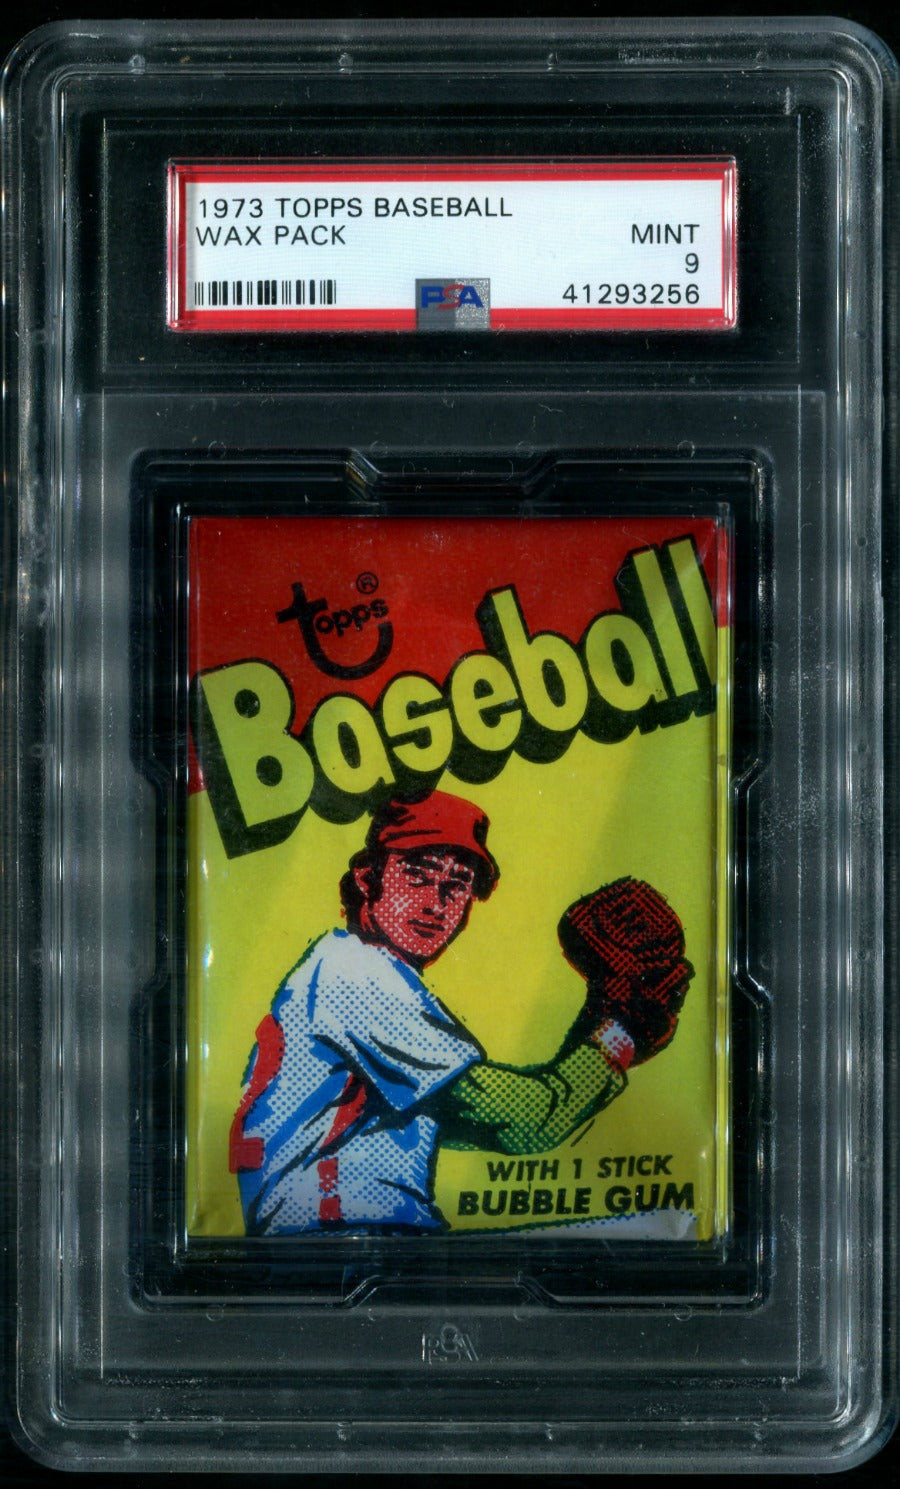 1973 TOPPS BASEBALL
WAX PACK
MINT
9
PSA
41293256
Topps®
Baseball
WITH 1 STICK
BUBBLE GUM
PSA